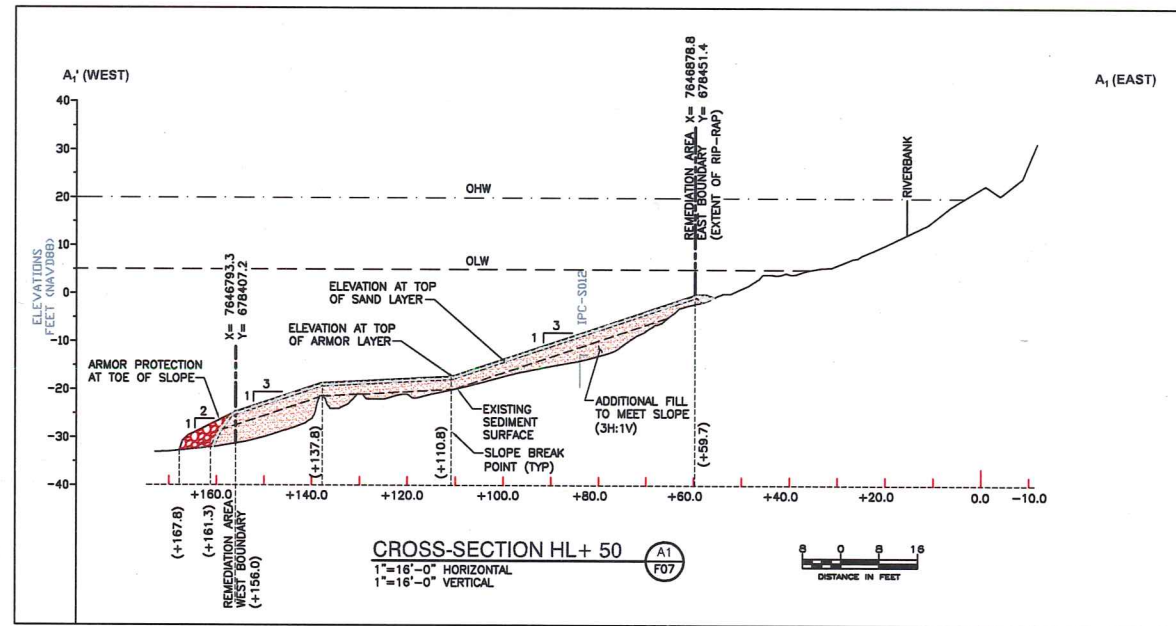 A₁' (WEST)
A₁ (EAST)
REMEDIATION AREA X= 7646878.8
EAST BOUNDARY Y= 678451.4
(EXTENT OF RIP-RAP)
ELEVATIONS
FEET (NAVD88)
40
30
20
10
0
-10
-20
-30
-40
OHW
OLW
RIVERBANK
X= 7646793.3
Y= 678407.2
ELEVATION AT TOP
OF SAND LAYER
ELEVATION AT TOP
OF ARMOR LAYER
IPC-S012
1 3
ARMOR PROTECTION
AT TOE OF SLOPE
1 3
1 2
ADDITIONAL FILL
TO MEET SLOPE
(3H:1V)
EXISTING
SEDIMENT
SURFACE
SLOPE BREAK
POINT (TYP)
(+137.8)
(+110.8)
(+59.7)
+160.0
+140.0
+120.0
+100.0
+80.0
+60.0
+40.0
+20.0
0.0
-10.0
(+167.8)
(+161.3)
REMEDIATION AREA
WEST BOUNDARY
(+156.0)
CROSS-SECTION HL+ 50
A1
F07
1"=16'-0" HORIZONTAL
1"=16'-0" VERTICAL
8 0 8 16
DISTANCE IN FEET